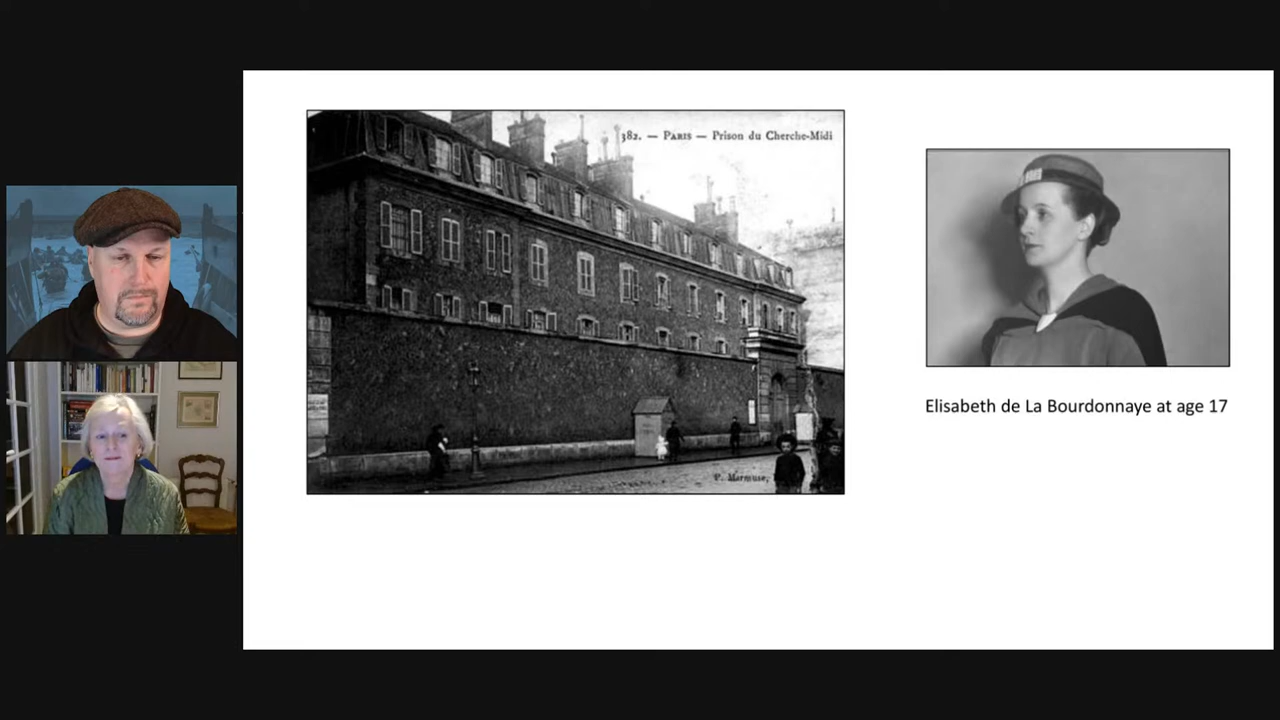 382. — PARIS — Prison du Cherche-Midi
P. Marmuse,
Elisabeth de La Bourdonnaye at age 17